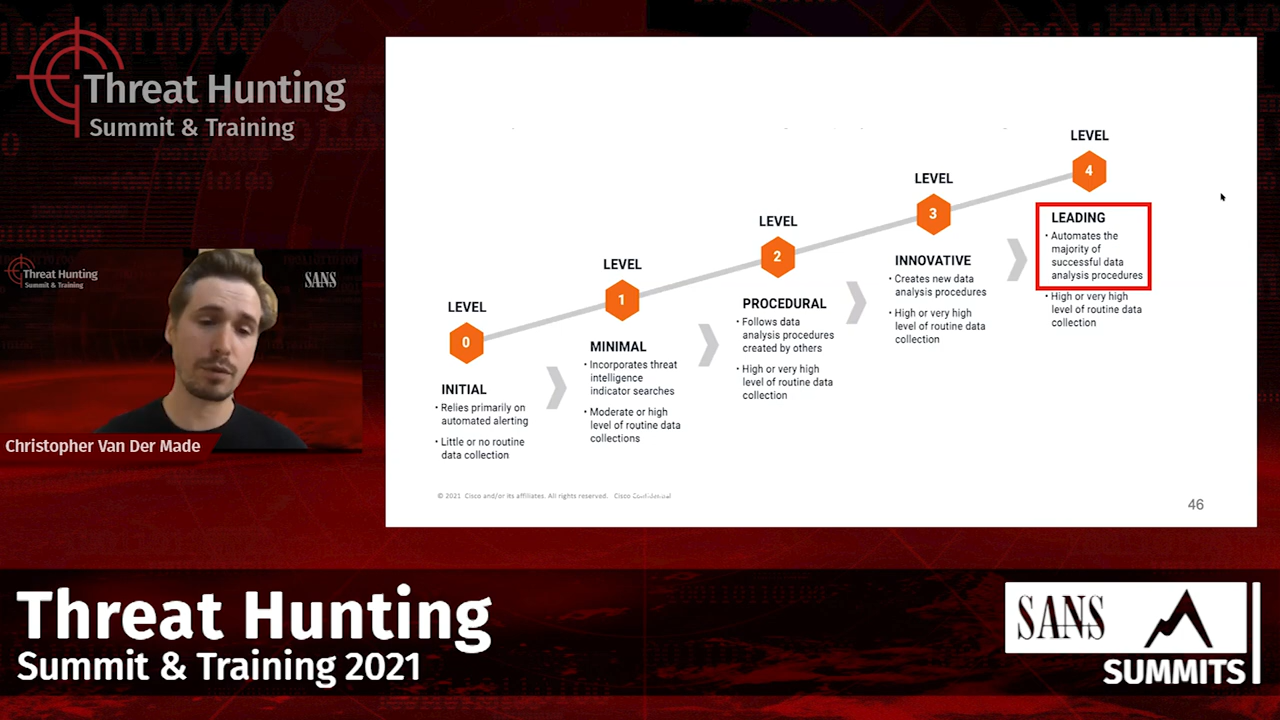 Threat Hunting
Summit & Training
Threat Hunting
Summit & Training
SANS
Christopher Van Der Made
LEVEL
0
INITIAL
• Relies primarily on
automated alerting
• Little or no routine
data collection
LEVEL
1
MINIMAL
• Incorporates threat
intelligence
indicator searches
• Moderate or high
level of routine data
collections
LEVEL
2
PROCEDURAL
• Follows data
analysis procedures
created by others
• High or very high
level of routine data
collection
LEVEL
3
INNOVATIVE
• Creates new data
analysis procedures
• High or very high
level of routine data
collection
LEVEL
4
LEADING
• Automates the
majority of
successful data
analysis procedures
• High or very high
level of routine data
collection
© 2021 Cisco and/or its affiliates. All rights reserved. Cisco Confidential
46
Threat Hunting
Summit & Training 2021
SANS
SUMMITS